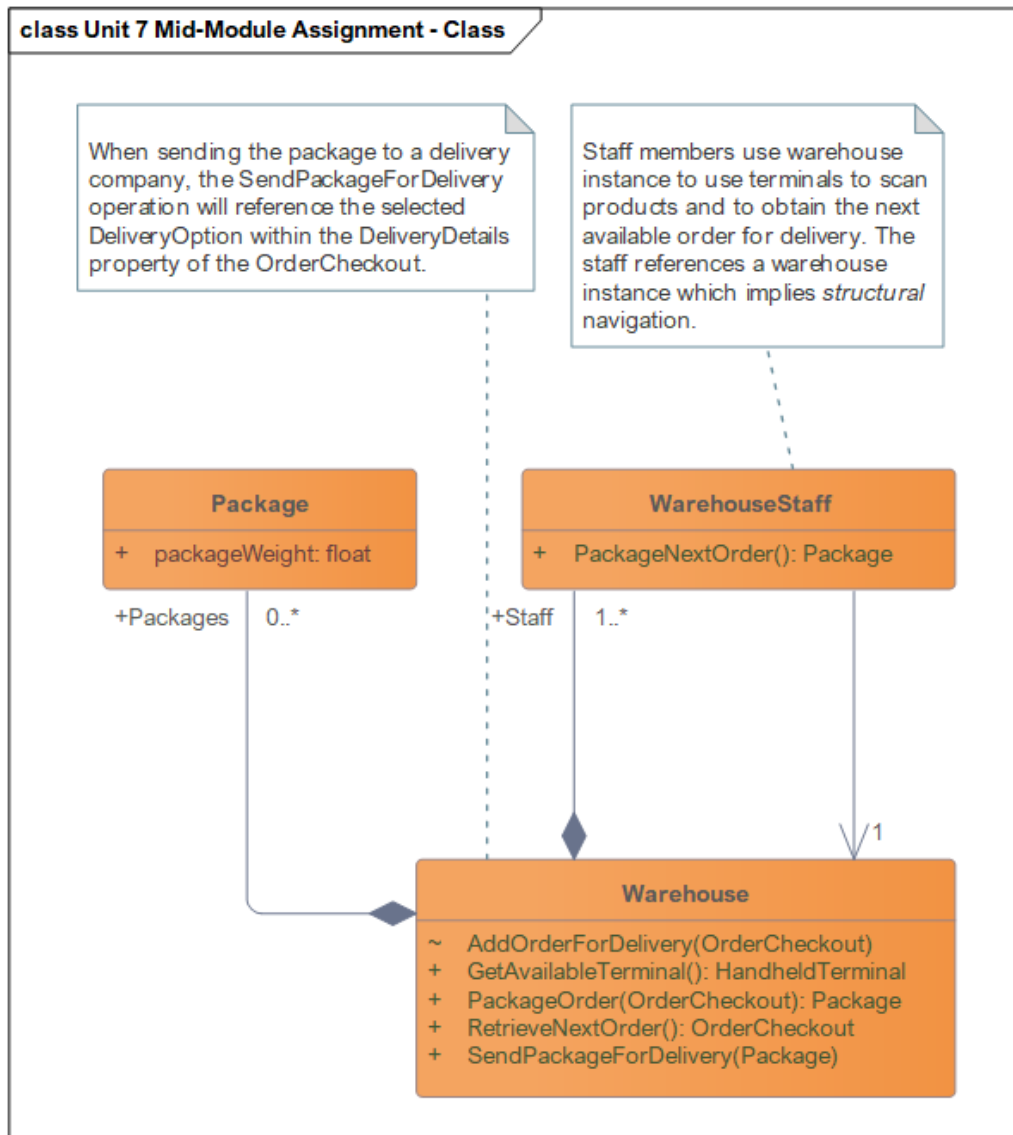 class Unit 7 Mid-Module Assignment - Class
When sending the package to a delivery
company, the SendPackageForDelivery
operation will reference the selected
DeliveryOption within the DeliveryDetails
property of the OrderCheckout.
Staff members use warehouse
instance to use terminals to scan
products and to obtain the next
available order for delivery. The
staff references a warehouse
instance which implies structural
navigation.
Package
+ packageWeight: float
WarehouseStaff
+ PackageNextOrder(): Package
+Packages 0..*
+Staff 1..*
1
Warehouse
~ AddOrderForDelivery(OrderCheckout)
+ GetAvailableTerminal(): HandheldTerminal
+ PackageOrder(OrderCheckout): Package
+ RetrieveNextOrder(): OrderCheckout
+ SendPackageForDelivery(Package)